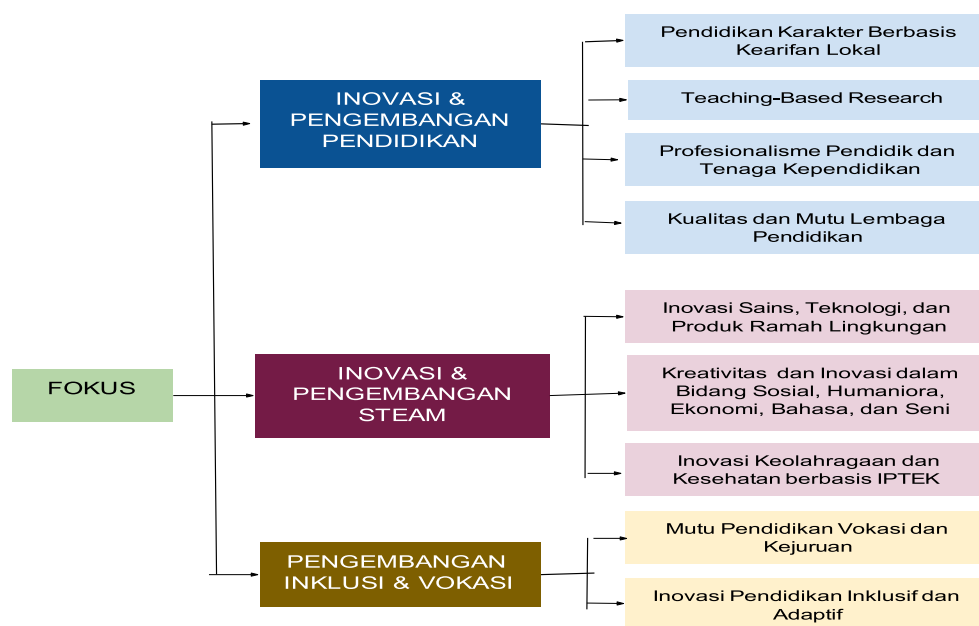 FOKUS
INOVASI &
PENGEMBANGAN
PENDIDIKAN
Pendidikan Karakter Berbasis
Kearifan Lokal
Teaching-Based Research
Profesionalisme Pendidik dan
Tenaga Kependidikan
Kualitas dan Mutu Lembaga
Pendidikan
INOVASI &
PENGEMBANGAN
STEAM
Inovasi Sains, Teknologi, dan
Produk Ramah Lingkungan
Kreativitas dan Inovasi dalam
Bidang Sosial, Humaniora,
Ekonomi, Bahasa, dan Seni
Inovasi Keolahragaan dan
Kesehatan berbasis IPTEK
PENGEMBANGAN
INKLUSI & VOKASI
Mutu Pendidikan Vokasi dan
Kejuruan
Inovasi Pendidikan Inklusif dan
Adaptif